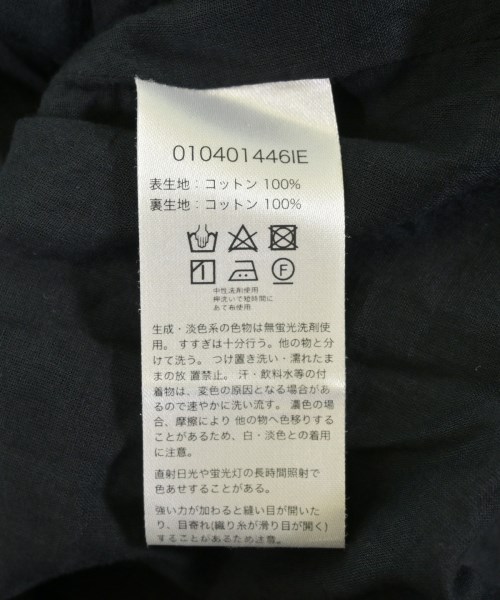 010401446IE
表生地：コットン 100%
裏生地：コットン 100%
F
中性洗剤使用
押洗いで短時間に
あて布使用
生成・淡色系の色物は無蛍光洗剤使
用。 すすぎは十分行う。他の物と分
けて洗う。 つけ置き洗い・濡れたま
まの放 置禁止。 汗・飲料水等の付
着物は、変色の原因となる場合があ
るので速やかに洗い流す。 濃色の場
合、摩擦により 他の物へ色移りする
ことがあるため、白・淡色との着用
に注意。
直射日光や蛍光灯の長時間照射で
色あせすることがある。
強い力が加わると縫い目が開いた
り、目寄れ(織り糸が滑り目が開く)
することがあるため注意。